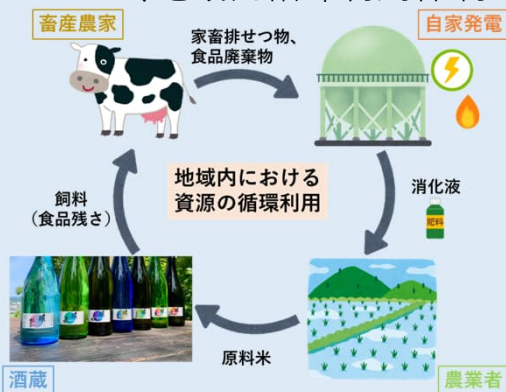 畜産農家
家畜排せつ物、
食品廃棄物
自家発電
地域内における
資源の循環利用
飼料
（食品残さ）
消化液
肥料
原料米
酒蔵
農業者